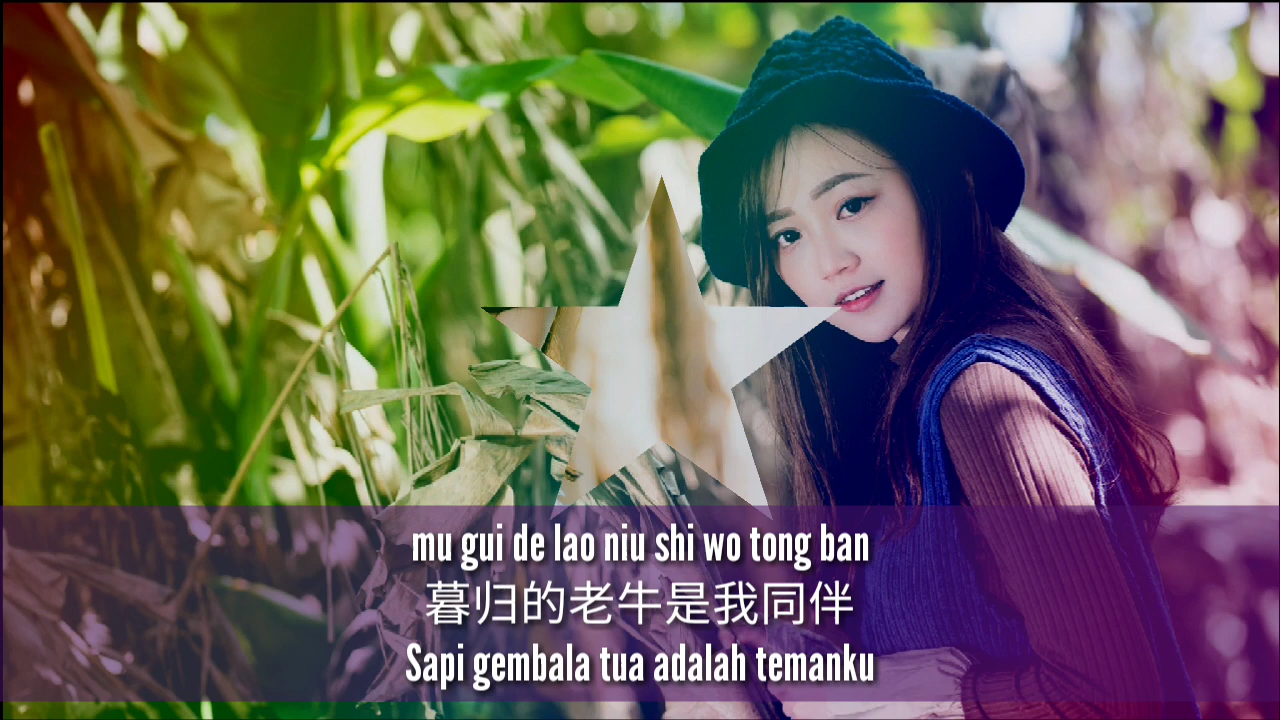 mu gui de lao niu shi wo tong ban
暮归的老牛是我同伴
Sapi gembala tua adalah temanku